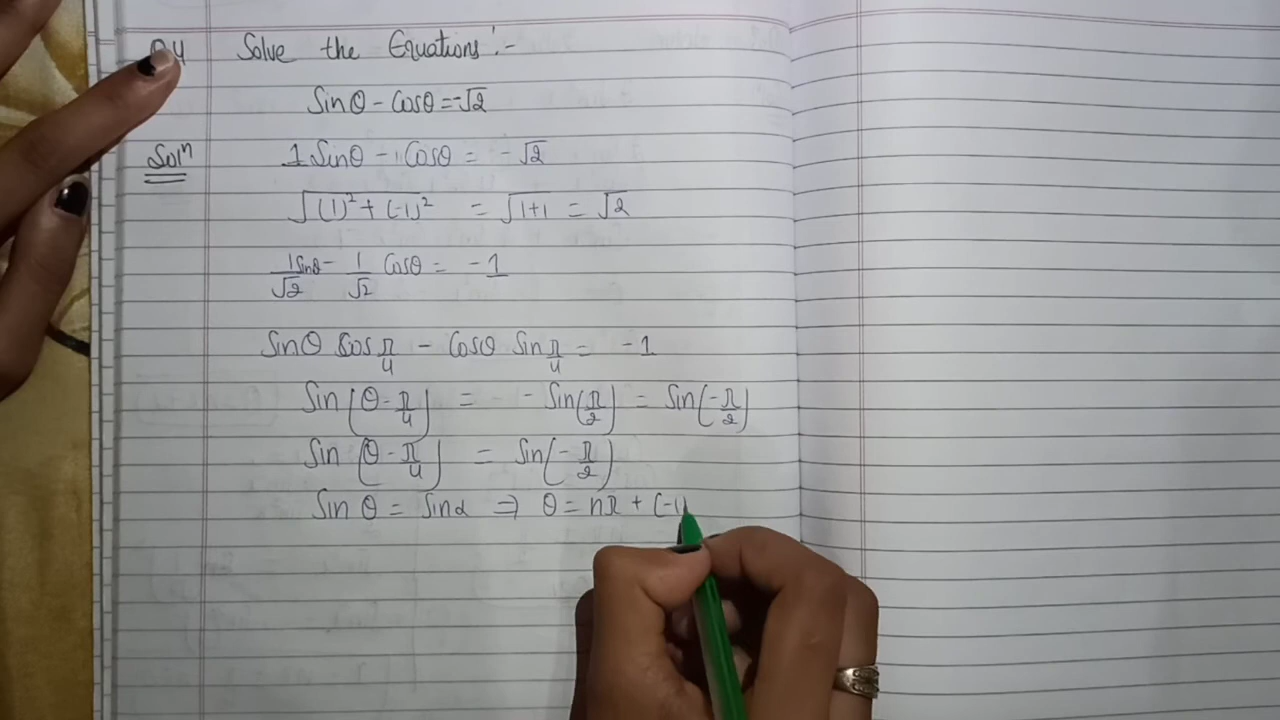 Q4 Solve the Equations :-
Sinθ - Cosθ = -√2
Solⁿ 1 Sinθ - 1 Cosθ = -√2
√(1)² + (-1)² = √1+1 = √2
1/√2 Sinθ - 1/√2 Cosθ = -1
Sinθ Cos π/4 - Cosθ Sin π/4 = -1
Sin(θ - π/4) = - Sin(π/2) = Sin(-π/2)
Sin (θ - π/4) = Sin(-π/2)
Sin θ = Sin α ⇒ θ = nπ + (-1)